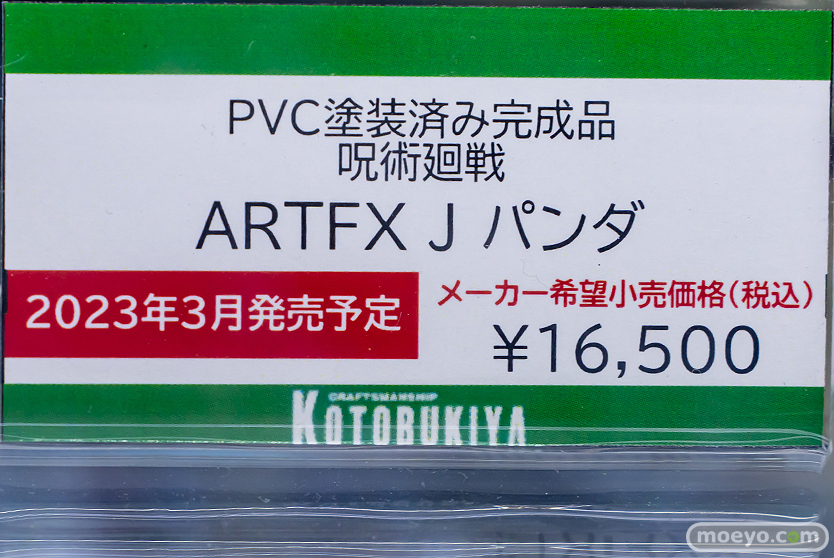 PVC塗装済み完成品
呪術廻戦
ARTFX J パンダ
2023年3月発売予定
メーカー希望小売価格(税込)
¥16,500
CRAFTSMANSHIP
KOTOBUKIYA
moeyo.com